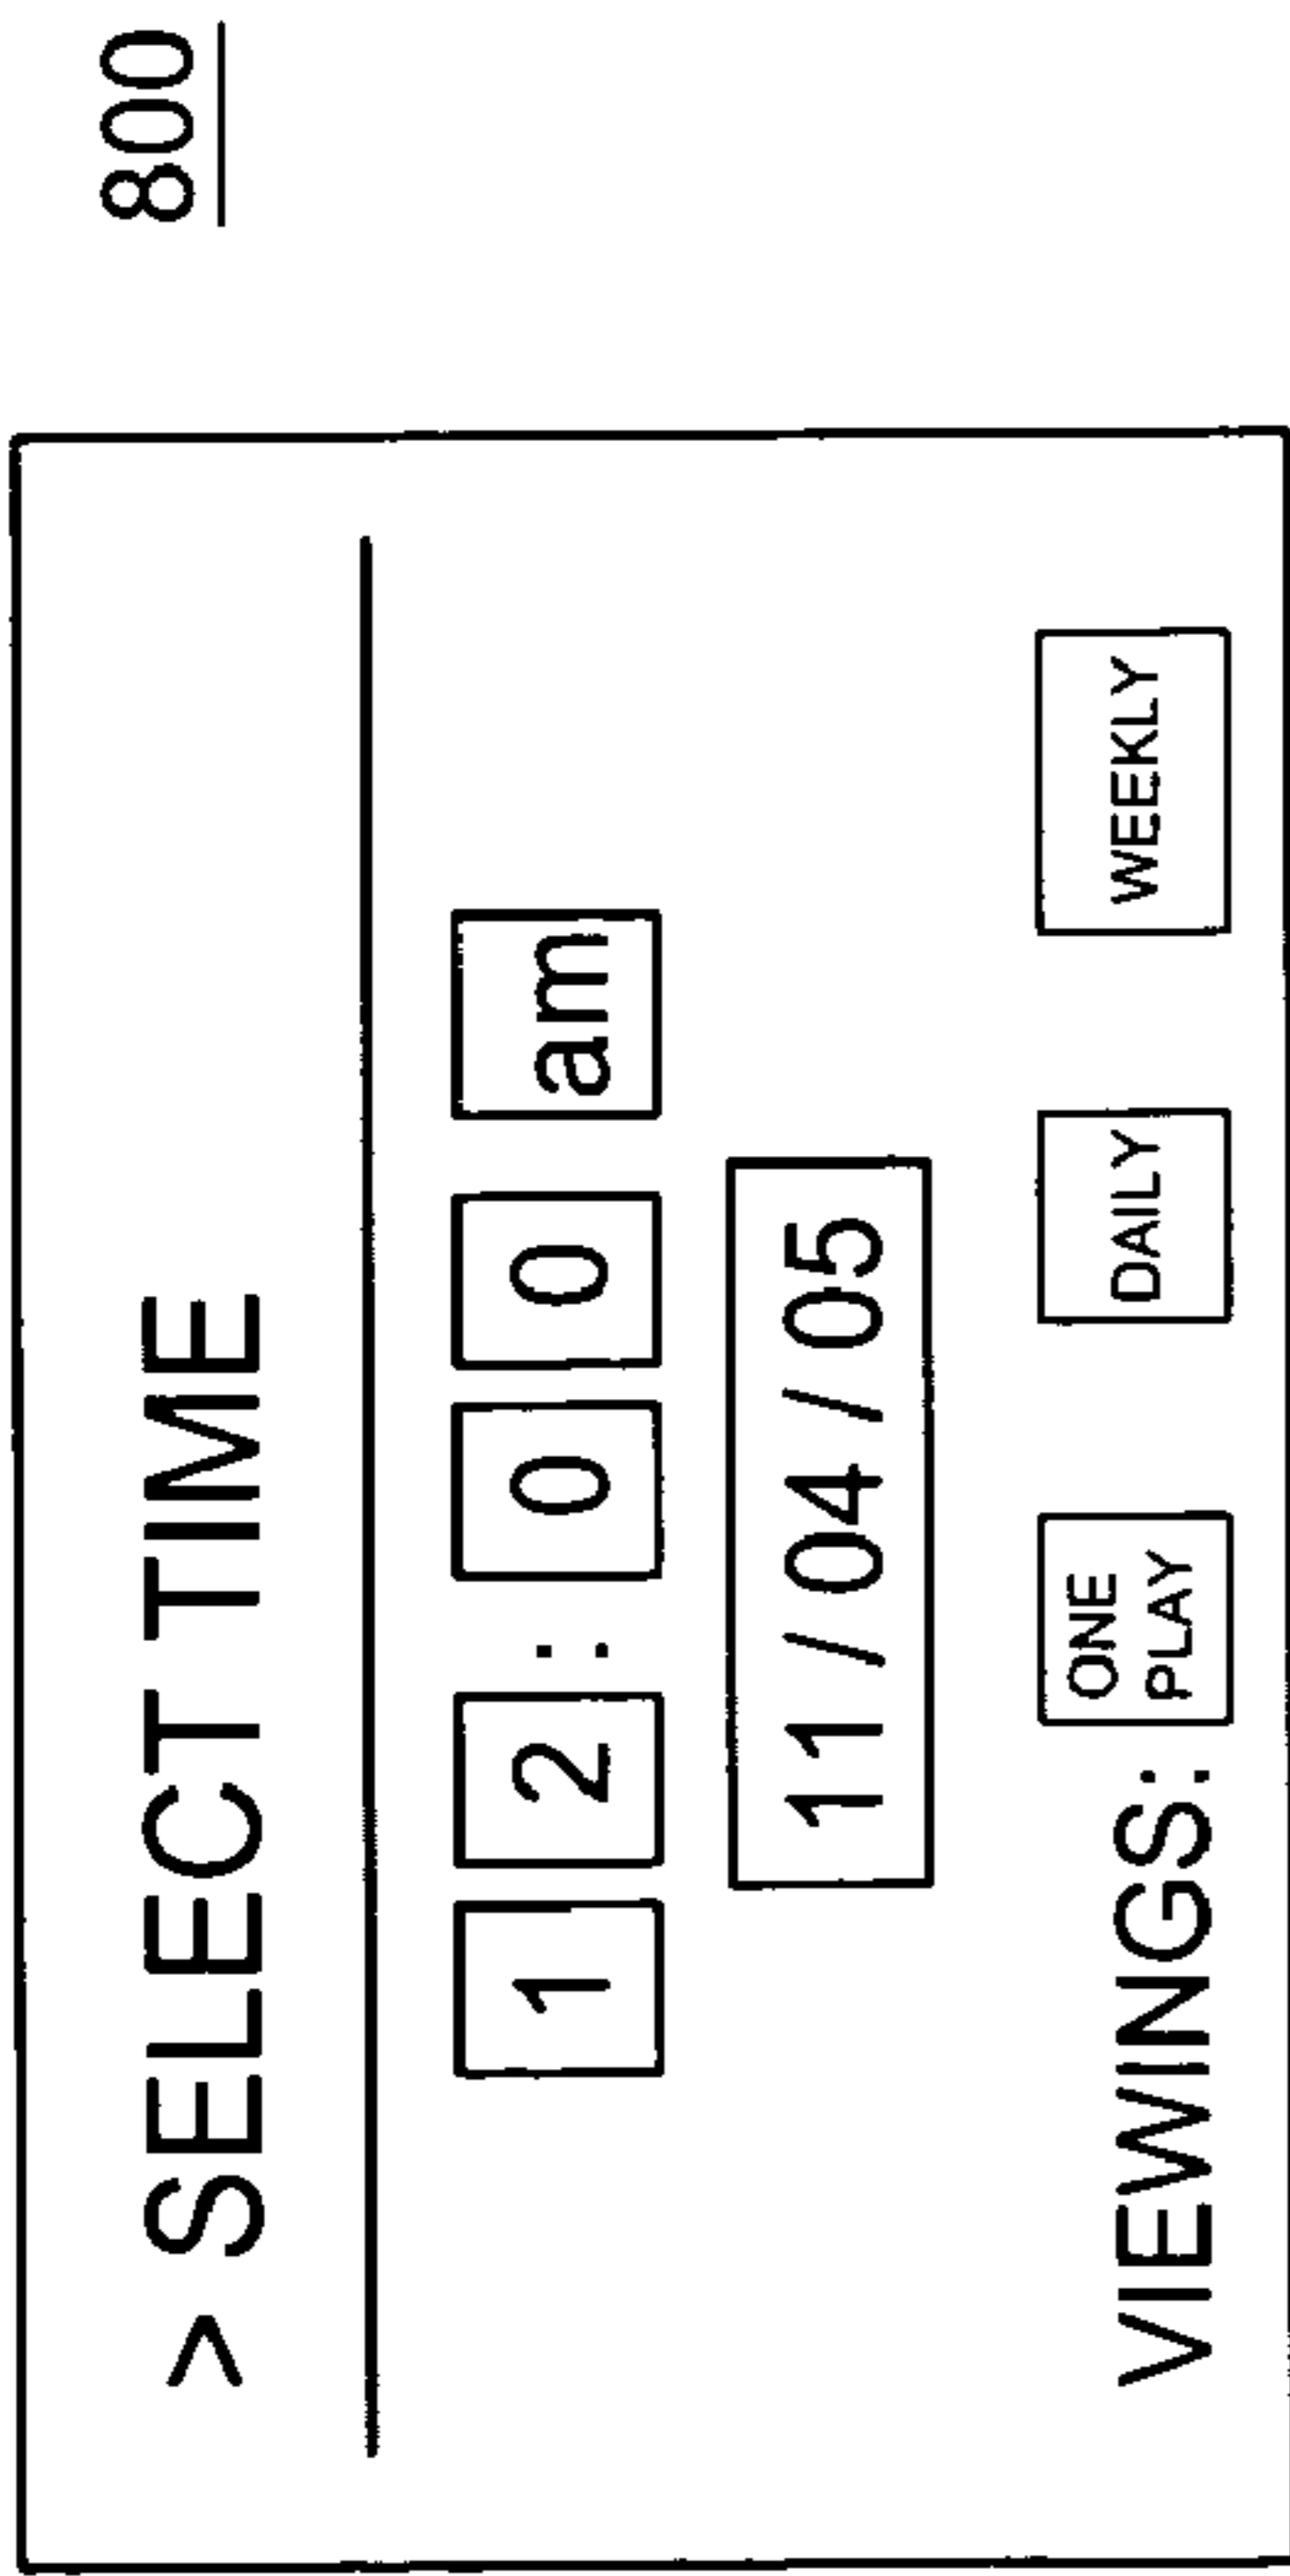 800
> SELECT TIME
1 2 : 0 0 am
11 / 04 / 05
VIEWINGS: ONE PLAY DAILY WEEKLY